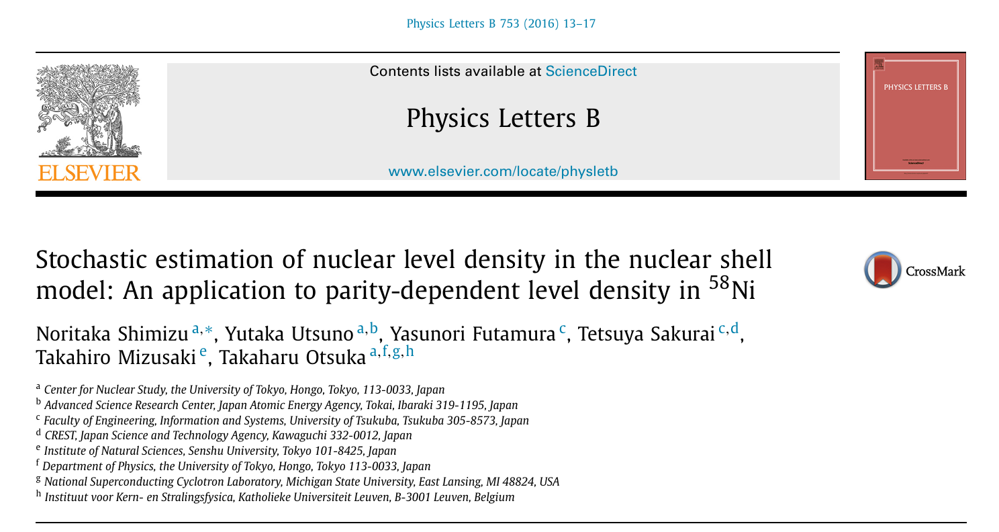 Physics Letters B 753 (2016) 13–17
Contents lists available at ScienceDirect
Physics Letters B
www.elsevier.com/locate/physletb
NON SOLUS
ELSEVIER
PHYSICS LETTERS B
ScienceDirect
Stochastic estimation of nuclear level density in the nuclear shell
model: An application to parity-dependent level density in ⁵⁸Ni
CrossMark
Noritaka Shimizu a,*, Yutaka Utsuno a,b, Yasunori Futamura c, Tetsuya Sakurai c,d,
Takahiro Mizusaki e, Takaharu Otsuka a,f,g,h
a Center for Nuclear Study, the University of Tokyo, Hongo, Tokyo, 113-0033, Japan
b Advanced Science Research Center, Japan Atomic Energy Agency, Tokai, Ibaraki 319-1195, Japan
c Faculty of Engineering, Information and Systems, University of Tsukuba, Tsukuba 305-8573, Japan
d CREST, Japan Science and Technology Agency, Kawaguchi 332-0012, Japan
e Institute of Natural Sciences, Senshu University, Tokyo 101-8425, Japan
f Department of Physics, the University of Tokyo, Hongo, Tokyo 113-0033, Japan
g National Superconducting Cyclotron Laboratory, Michigan State University, East Lansing, MI 48824, USA
h Instituut voor Kern- en Stralingsfysica, Katholieke Universiteit Leuven, B-3001 Leuven, Belgium